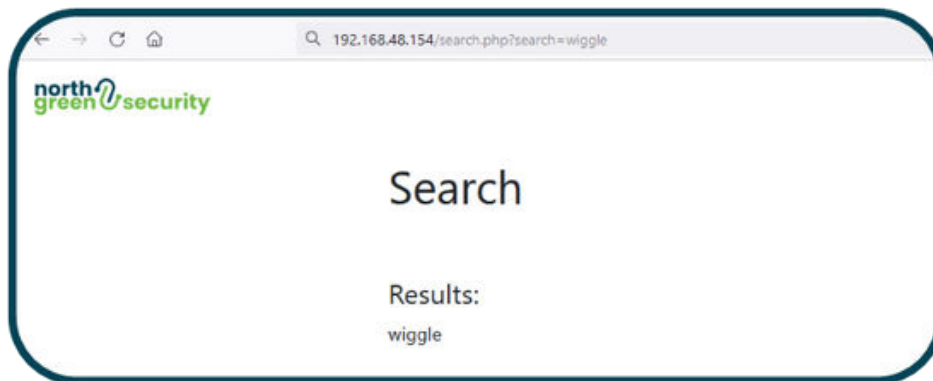 192.168.48.154/search.php?search=wiggle
north
green security
Search
Results:
wiggle